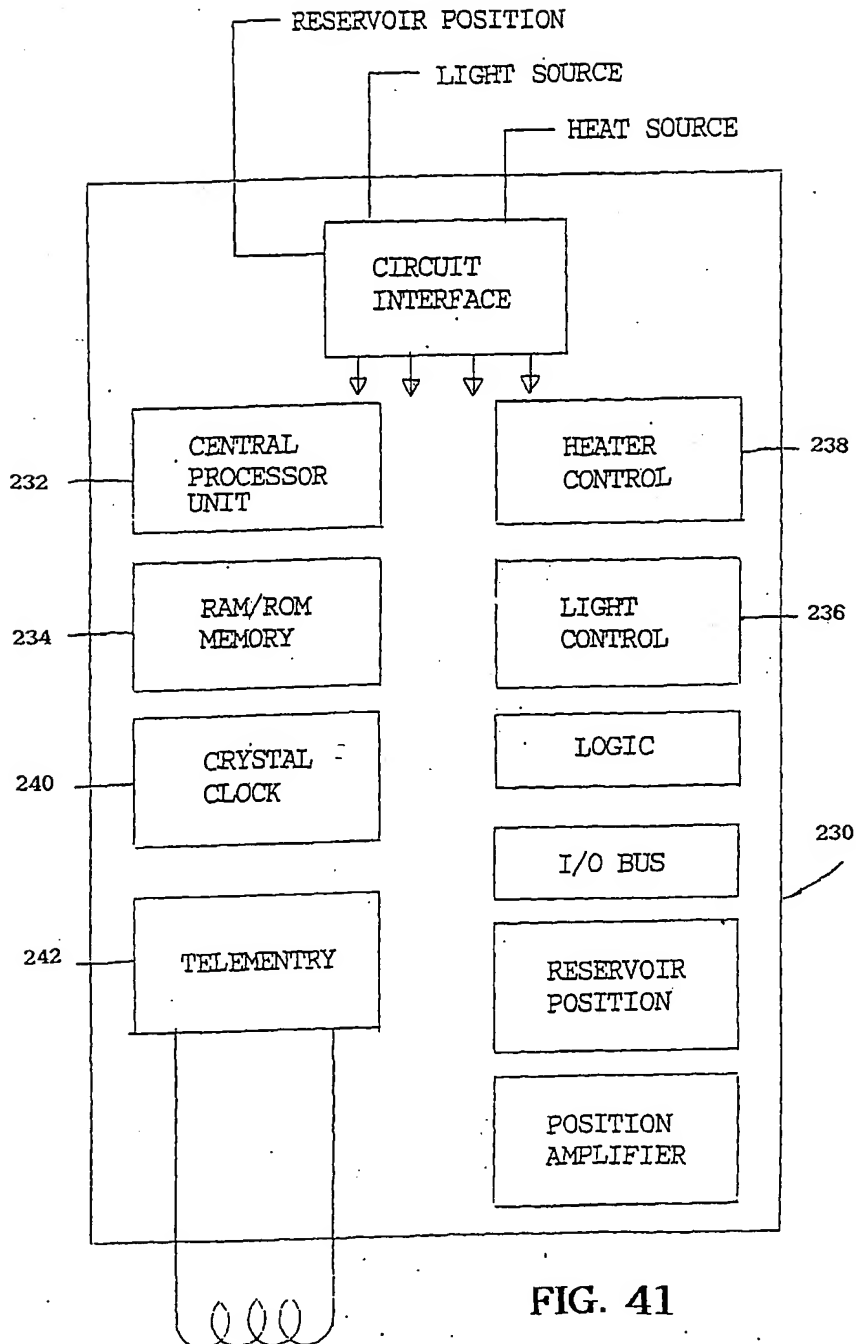 RESERVOIR POSITION
LIGHT SOURCE
HEAT SOURCE
CIRCUIT
INTERFACE
CENTRAL
PROCESSOR
UNIT
232
HEATER
CONTROL
238
RAM/ROM
MEMORY
234
LIGHT
CONTROL
236
CRYSTAL
CLOCK
240
LOGIC
I/O BUS
230
TELEMENTRY
242
RESERVOIR
POSITION
POSITION
AMPLIFIER
FIG. 41